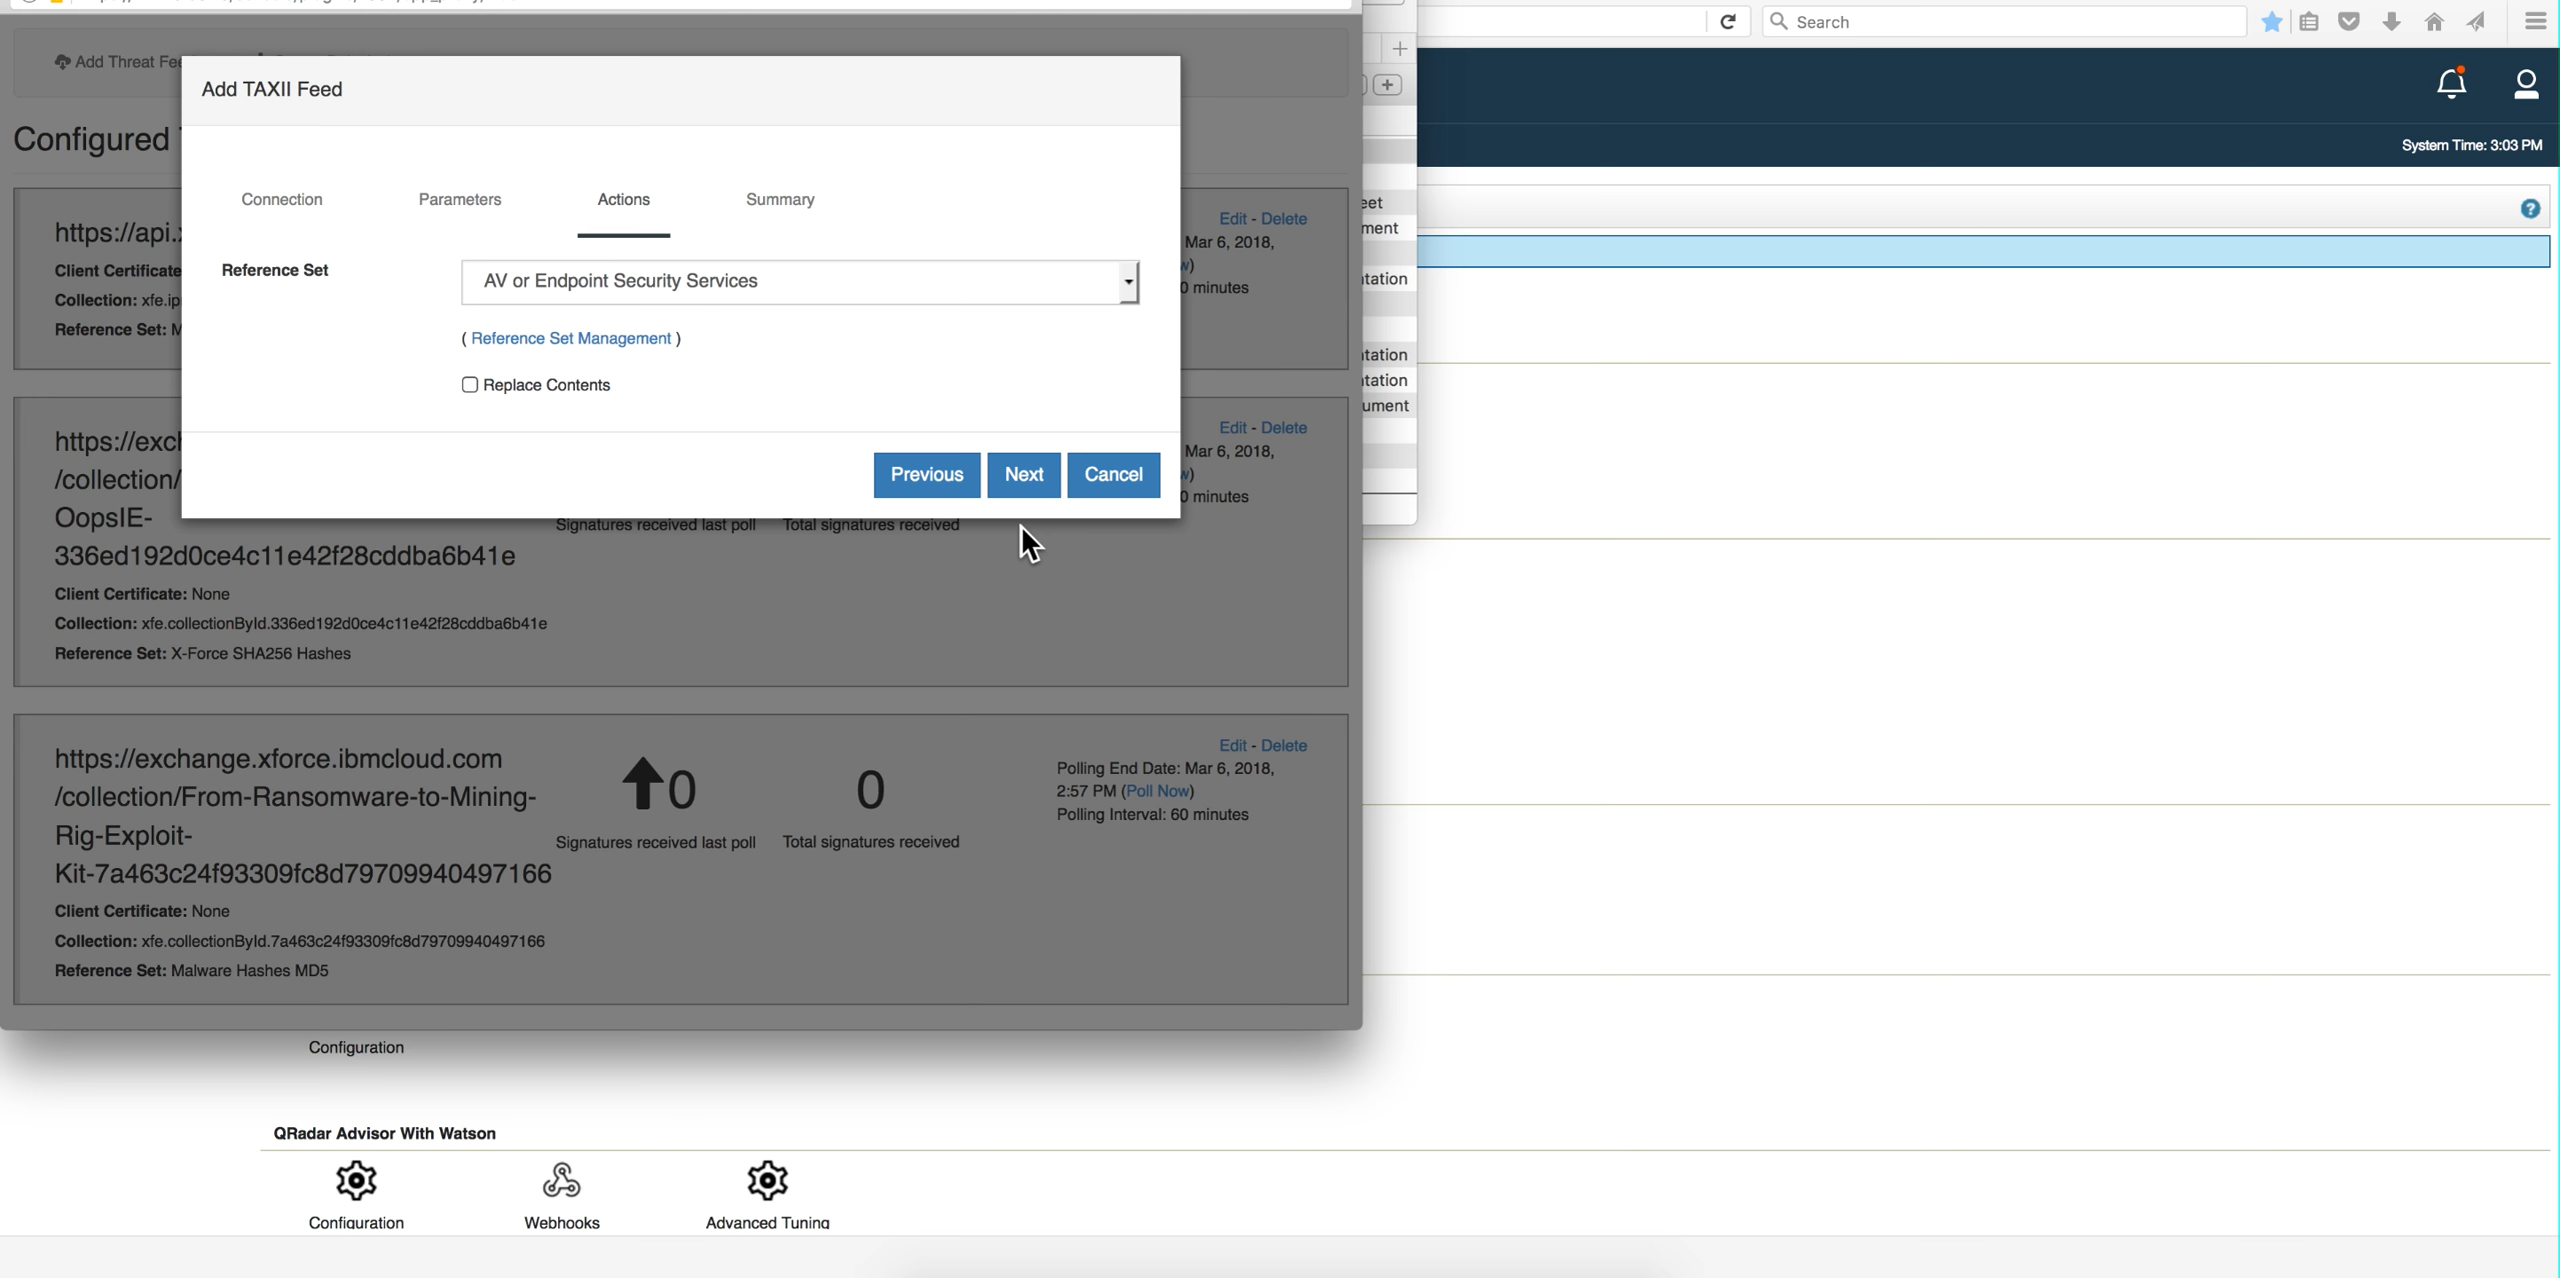 Search
Add Threat Fee
Add TAXII Feed
Configured
System Time: 3:03 PM
Connection
Parameters
Actions
Summary
https://api.
Edit - Delete
Mar 6, 2018,
0 minutes
Client Certificate
Collection: xfe.ip
Reference Set: M
Reference Set
AV or Endpoint Security Services
( Reference Set Management )
Replace Contents
eet
ment
ntation
ntation
ntation
ument
Previous
Next
Cancel
https://exch
/collection/
OopsIE-
336ed192d0ce4c11e42f28cddba6b41e
Edit - Delete
Mar 6, 2018,
0 minutes
Signatures received last poll
Total signatures received
Client Certificate: None
Collection: xfe.collectionById.336ed192d0ce4c11e42f28cddba6b41e
Reference Set: X-Force SHA256 Hashes
https://exchange.xforce.ibmcloud.com
/collection/From-Ransomware-to-Mining-
Rig-Exploit-
Kit-7a463c24f93309fc8d79709940497166
0
Signatures received last poll
0
Total signatures received
Edit - Delete
Polling End Date: Mar 6, 2018,
2:57 PM (Poll Now)
Polling Interval: 60 minutes
Client Certificate: None
Collection: xfe.collectionById.7a463c24f93309fc8d79709940497166
Reference Set: Malware Hashes MD5
Configuration
QRadar Advisor With Watson
Configuration
Webhooks
Advanced Tuning